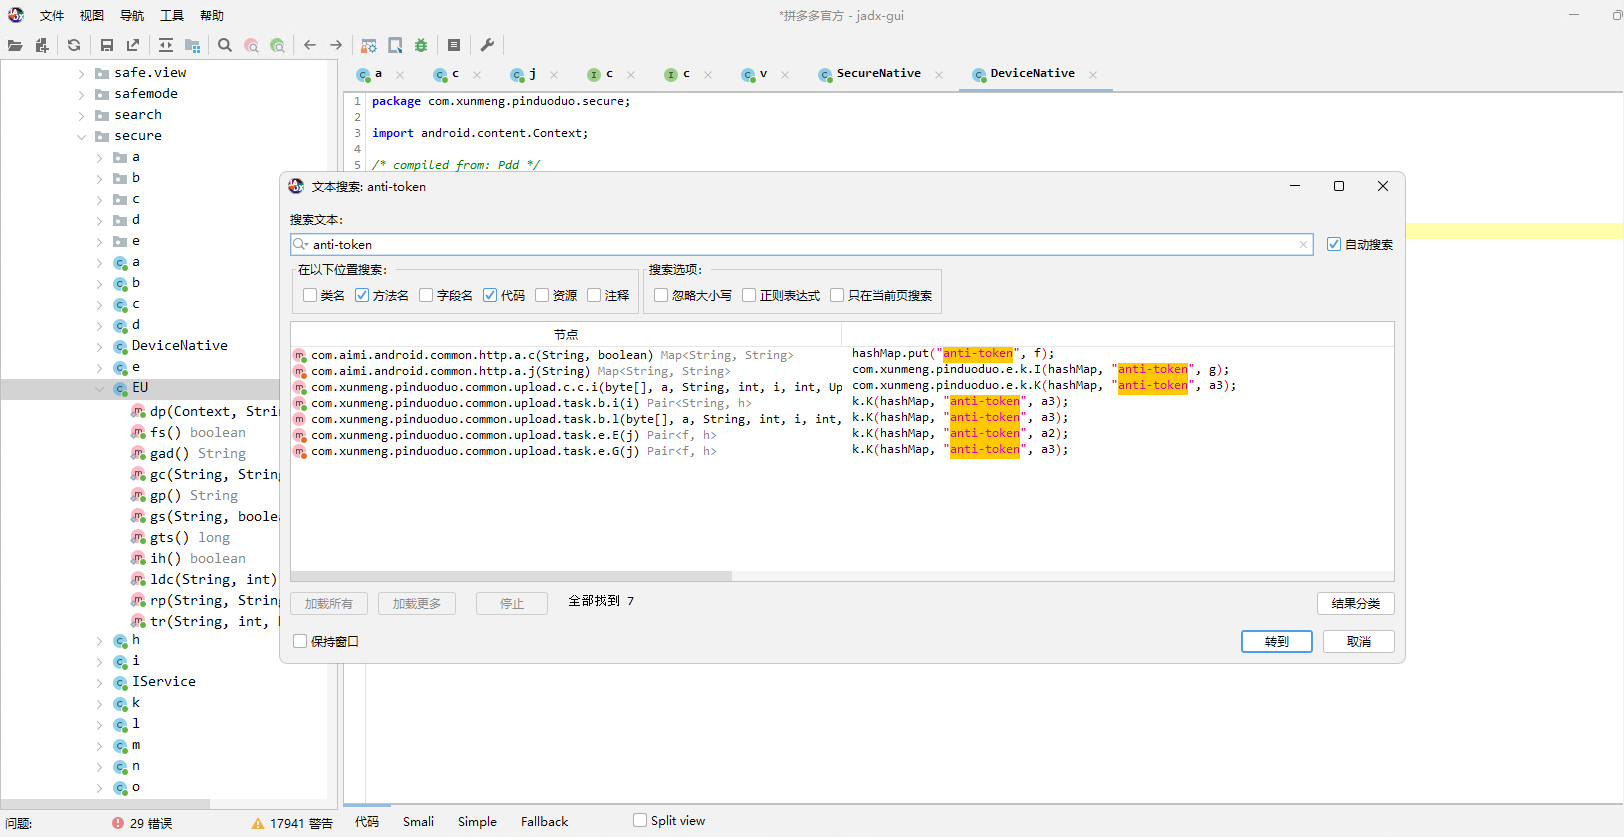 *拼多多官方 - jadx-gui
文件 视图 导航 工具 帮助
a c j c c v SecureNative DeviceNative
safe.view
safemode
search
secure
a
b
c
d
e
a
b
c
d
DeviceNative
e
EU
dp(Context, Strin
fs() boolean
gad() String
gc(String, String
gp() String
gs(String, boolea
gts() long
ih() boolean
ldc(String, int)
rp(String, String
tr(String, int,
h
i
IService
k
l
m
n
o
1 package com.xunmeng.pinduoduo.secure;
2
3 import android.content.Context;
4
5 /* compiled from: Pdd */
文本搜索: anti-token
搜索文本:
anti-token
自动搜索
在以下位置搜索:
类名 方法名 字段名 代码 资源 注释
搜索选项:
忽略大小写 正则表达式 只在当前页搜索
节点
com.aimi.android.common.http.a.c(String, boolean) Map<String, String> hashMap.put("anti-token", f);
com.aimi.android.common.http.a.j(String) Map<String, String> com.xunmeng.pinduoduo.e.k.I(hashMap, "anti-token", g);
com.xunmeng.pinduoduo.common.upload.c.c.i(byte[], a, String, int, i, int, Up com.xunmeng.pinduoduo.e.k.K(hashMap, "anti-token", a3);
com.xunmeng.pinduoduo.common.upload.task.b.i(i) Pair<String, h> k.K(hashMap, "anti-token", a3);
com.xunmeng.pinduoduo.common.upload.task.b.l(byte[], a, String, int, i, int, k.K(hashMap, "anti-token", a3);
com.xunmeng.pinduoduo.common.upload.task.e.E(j) Pair<f, h> k.K(hashMap, "anti-token", a2);
com.xunmeng.pinduoduo.common.upload.task.e.G(j) Pair<f, h> k.K(hashMap, "anti-token", a3);
加载所有 加载更多 停止 全部找到 7 结果分类
保持窗口 转到 取消
问题: 29 错误 17941 警告 代码 Smali Simple Fallback Split view